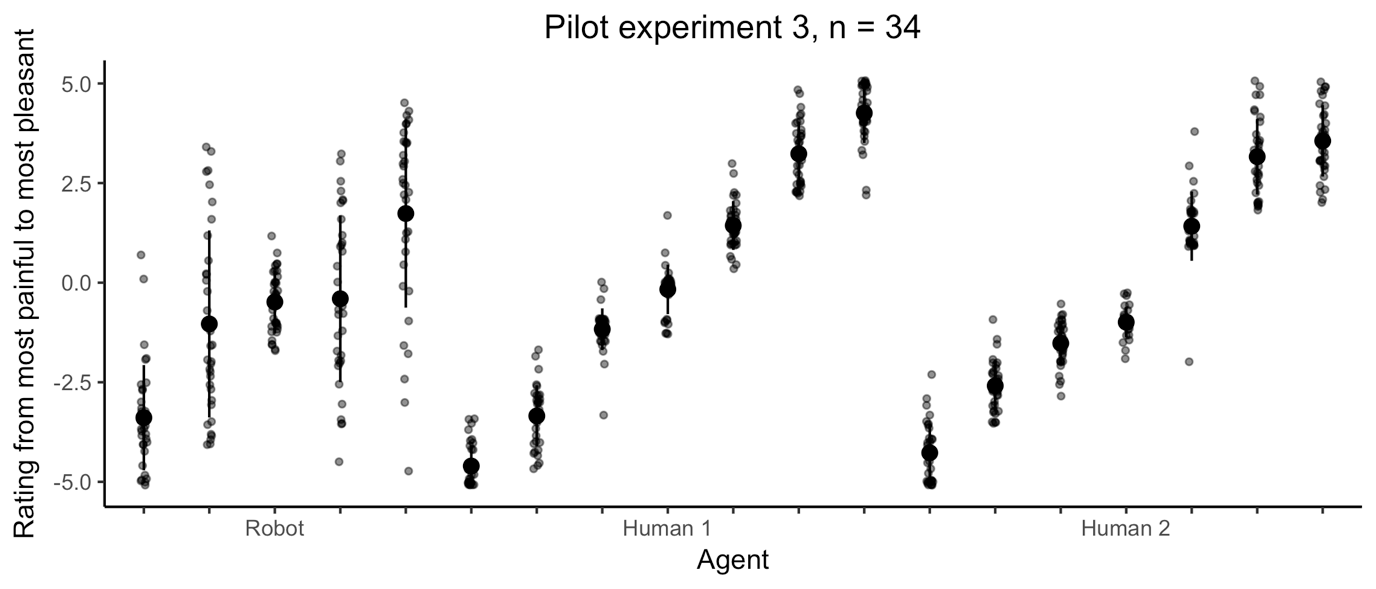 Pilot experiment 3, n = 34
Rating from most painful to most pleasant
5.0
2.5
0.0
-2.5
-5.0
Robot Human 1 Human 2
Agent